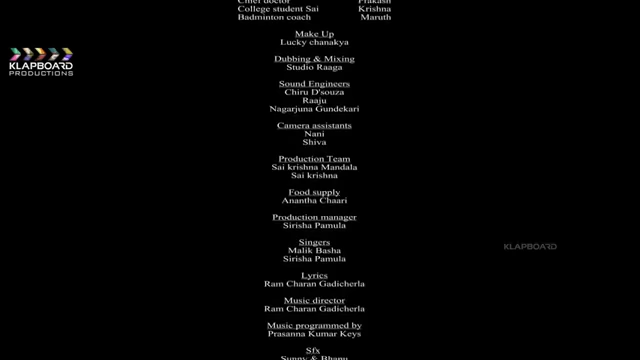 Chief doctor Prakash
College student Sai Krishna
Badminton coach Maruth
Make Up
Lucky chanakya
KLAPBOARD
PRODUCTIONS
Dubbing & Mixing
Studio Raaga
Sound Engineers
Chiru D'souza
Raaju
Nagarjuna Gundekari
Camera assistants
Nani
Shiva
Production Team
Sai krishna Mandala
Sai krishna
Food supply
Anantha Chaari
Production manager
Sirisha Pamula
Singers
Malik Basha
Sirisha Pamula
KLAPBOARD
Lyrics
Ram Charan Gadicherla
Music director
Ram Charan Gadicherla
Music programmed by
Prasanna Kumar Keys
Sfx
Sunny & Bhanu